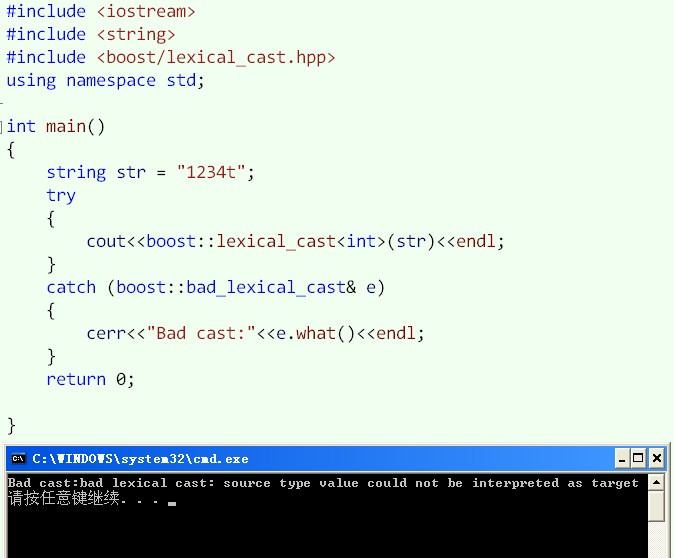 #include <iostream>
#include <string>
#include <boost/lexical_cast.hpp>
using namespace std;
int main()
{
    string str = "1234t";
    try
    {
        cout<<boost::lexical_cast<int>(str)<<endl;
    }
    catch (boost::bad_lexical_cast& e)
    {
        cerr<<"Bad cast:"<<e.what()<<endl;
    }
    return 0;
}
C:\WINDOWS\system32\cmd.exe
Bad cast:bad lexical cast: source type value could not be interpreted as target
请按任意键继续. . .